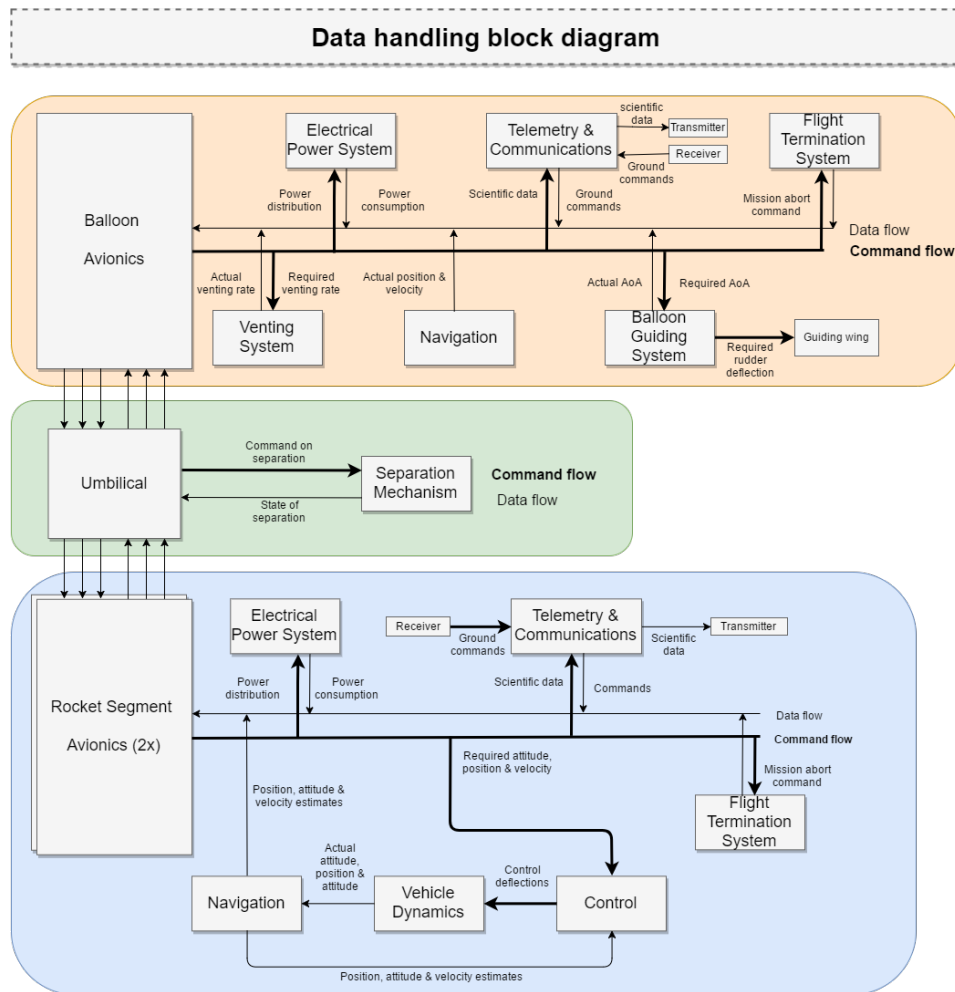 Data handling block diagram
Electrical
Power System
Telemetry &
Communications
scientific
data
Transmitter
Receiver
Ground
commands
Flight
Termination
System
Balloon
Avionics
Power
distribution
Power
consumption
Scientific data
Ground
commands
Mission abort
command
Data flow
Command flow
Actual
venting rate
Required
venting rate
Actual position &
velocity
Actual AoA
Required AoA
Venting
System
Navigation
Balloon
Guiding
System
Required
rudder
deflection
Guiding wing
Umbilical
Command on
separation
State of
separation
Separation
Mechanism
Command flow
Data flow
Rocket Segment
Avionics (2x)
Electrical
Power System
Receiver
Ground
commands
Telemetry &
Communications
Scientific
data
Transmitter
Power
distribution
Power
consumption
Scientific data
Commands
Data flow
Command flow
Required attitude,
position & velocity
Mission abort
command
Position, attitude &
velocity estimates
Flight
Termination
System
Actual
attitude,
position &
attitude
Control
deflections
Navigation
Vehicle
Dynamics
Control
Position, attitude & velocity estimates